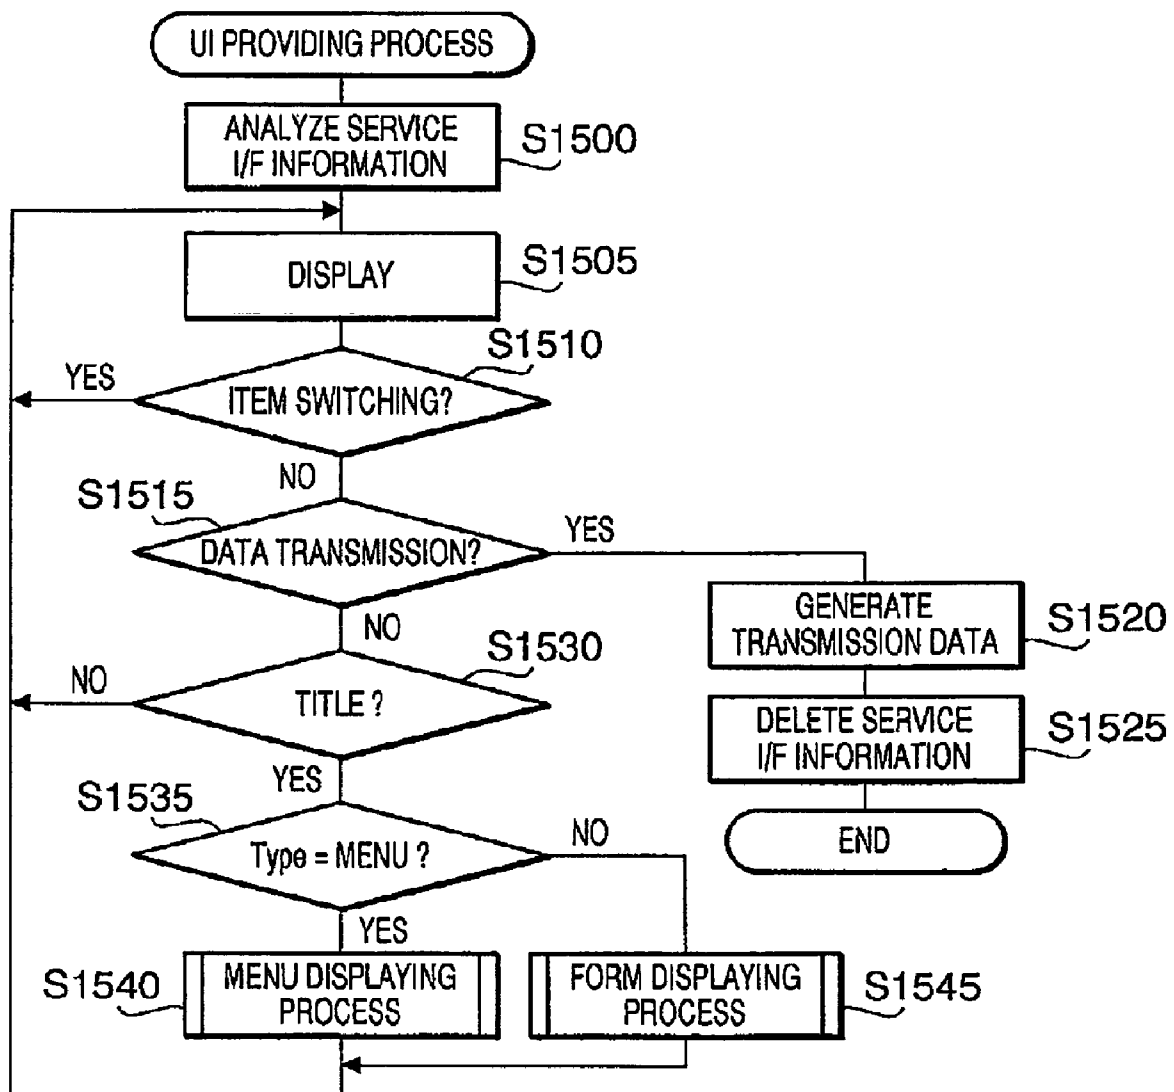 UI PROVIDING PROCESS
ANALYZE SERVICE
I/F INFORMATION
S1500
DISPLAY
S1505
S1510
YES
ITEM SWITCHING?
NO
S1515
DATA TRANSMISSION?
YES
GENERATE
TRANSMISSION DATA
S1520
NO
S1530
NO
TITLE ?
DELETE SERVICE
I/F INFORMATION
S1525
YES
S1535
Type = MENU ?
NO
END
YES
S1540
MENU DISPLAYING
PROCESS
FORM DISPLAYING
PROCESS
S1545